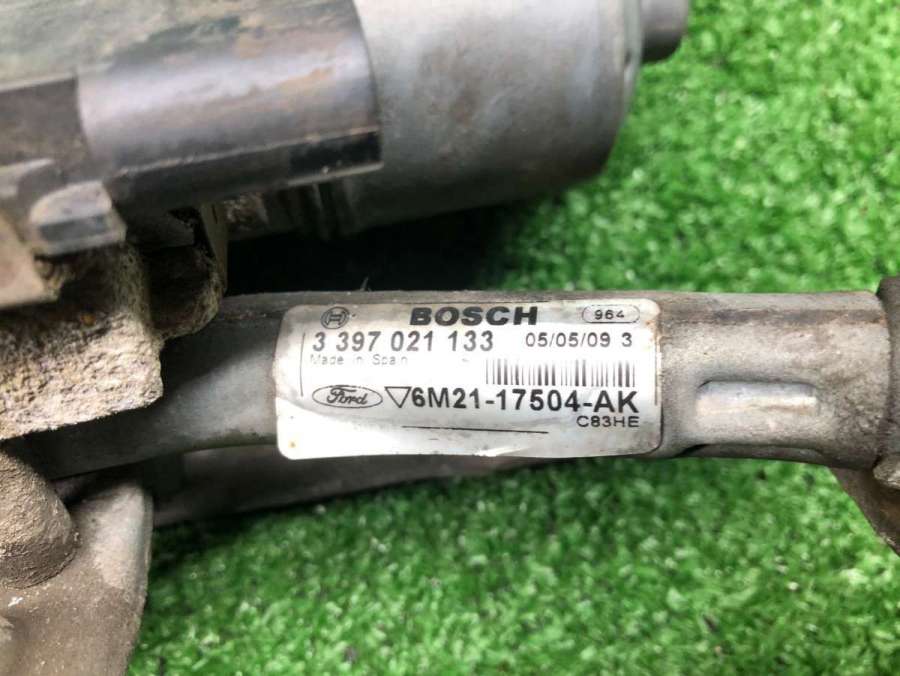 BOSCH 964
3 397 021 133 05/05/09 3
Made in Spain
Ford 6M21-17504-AK
C83HE